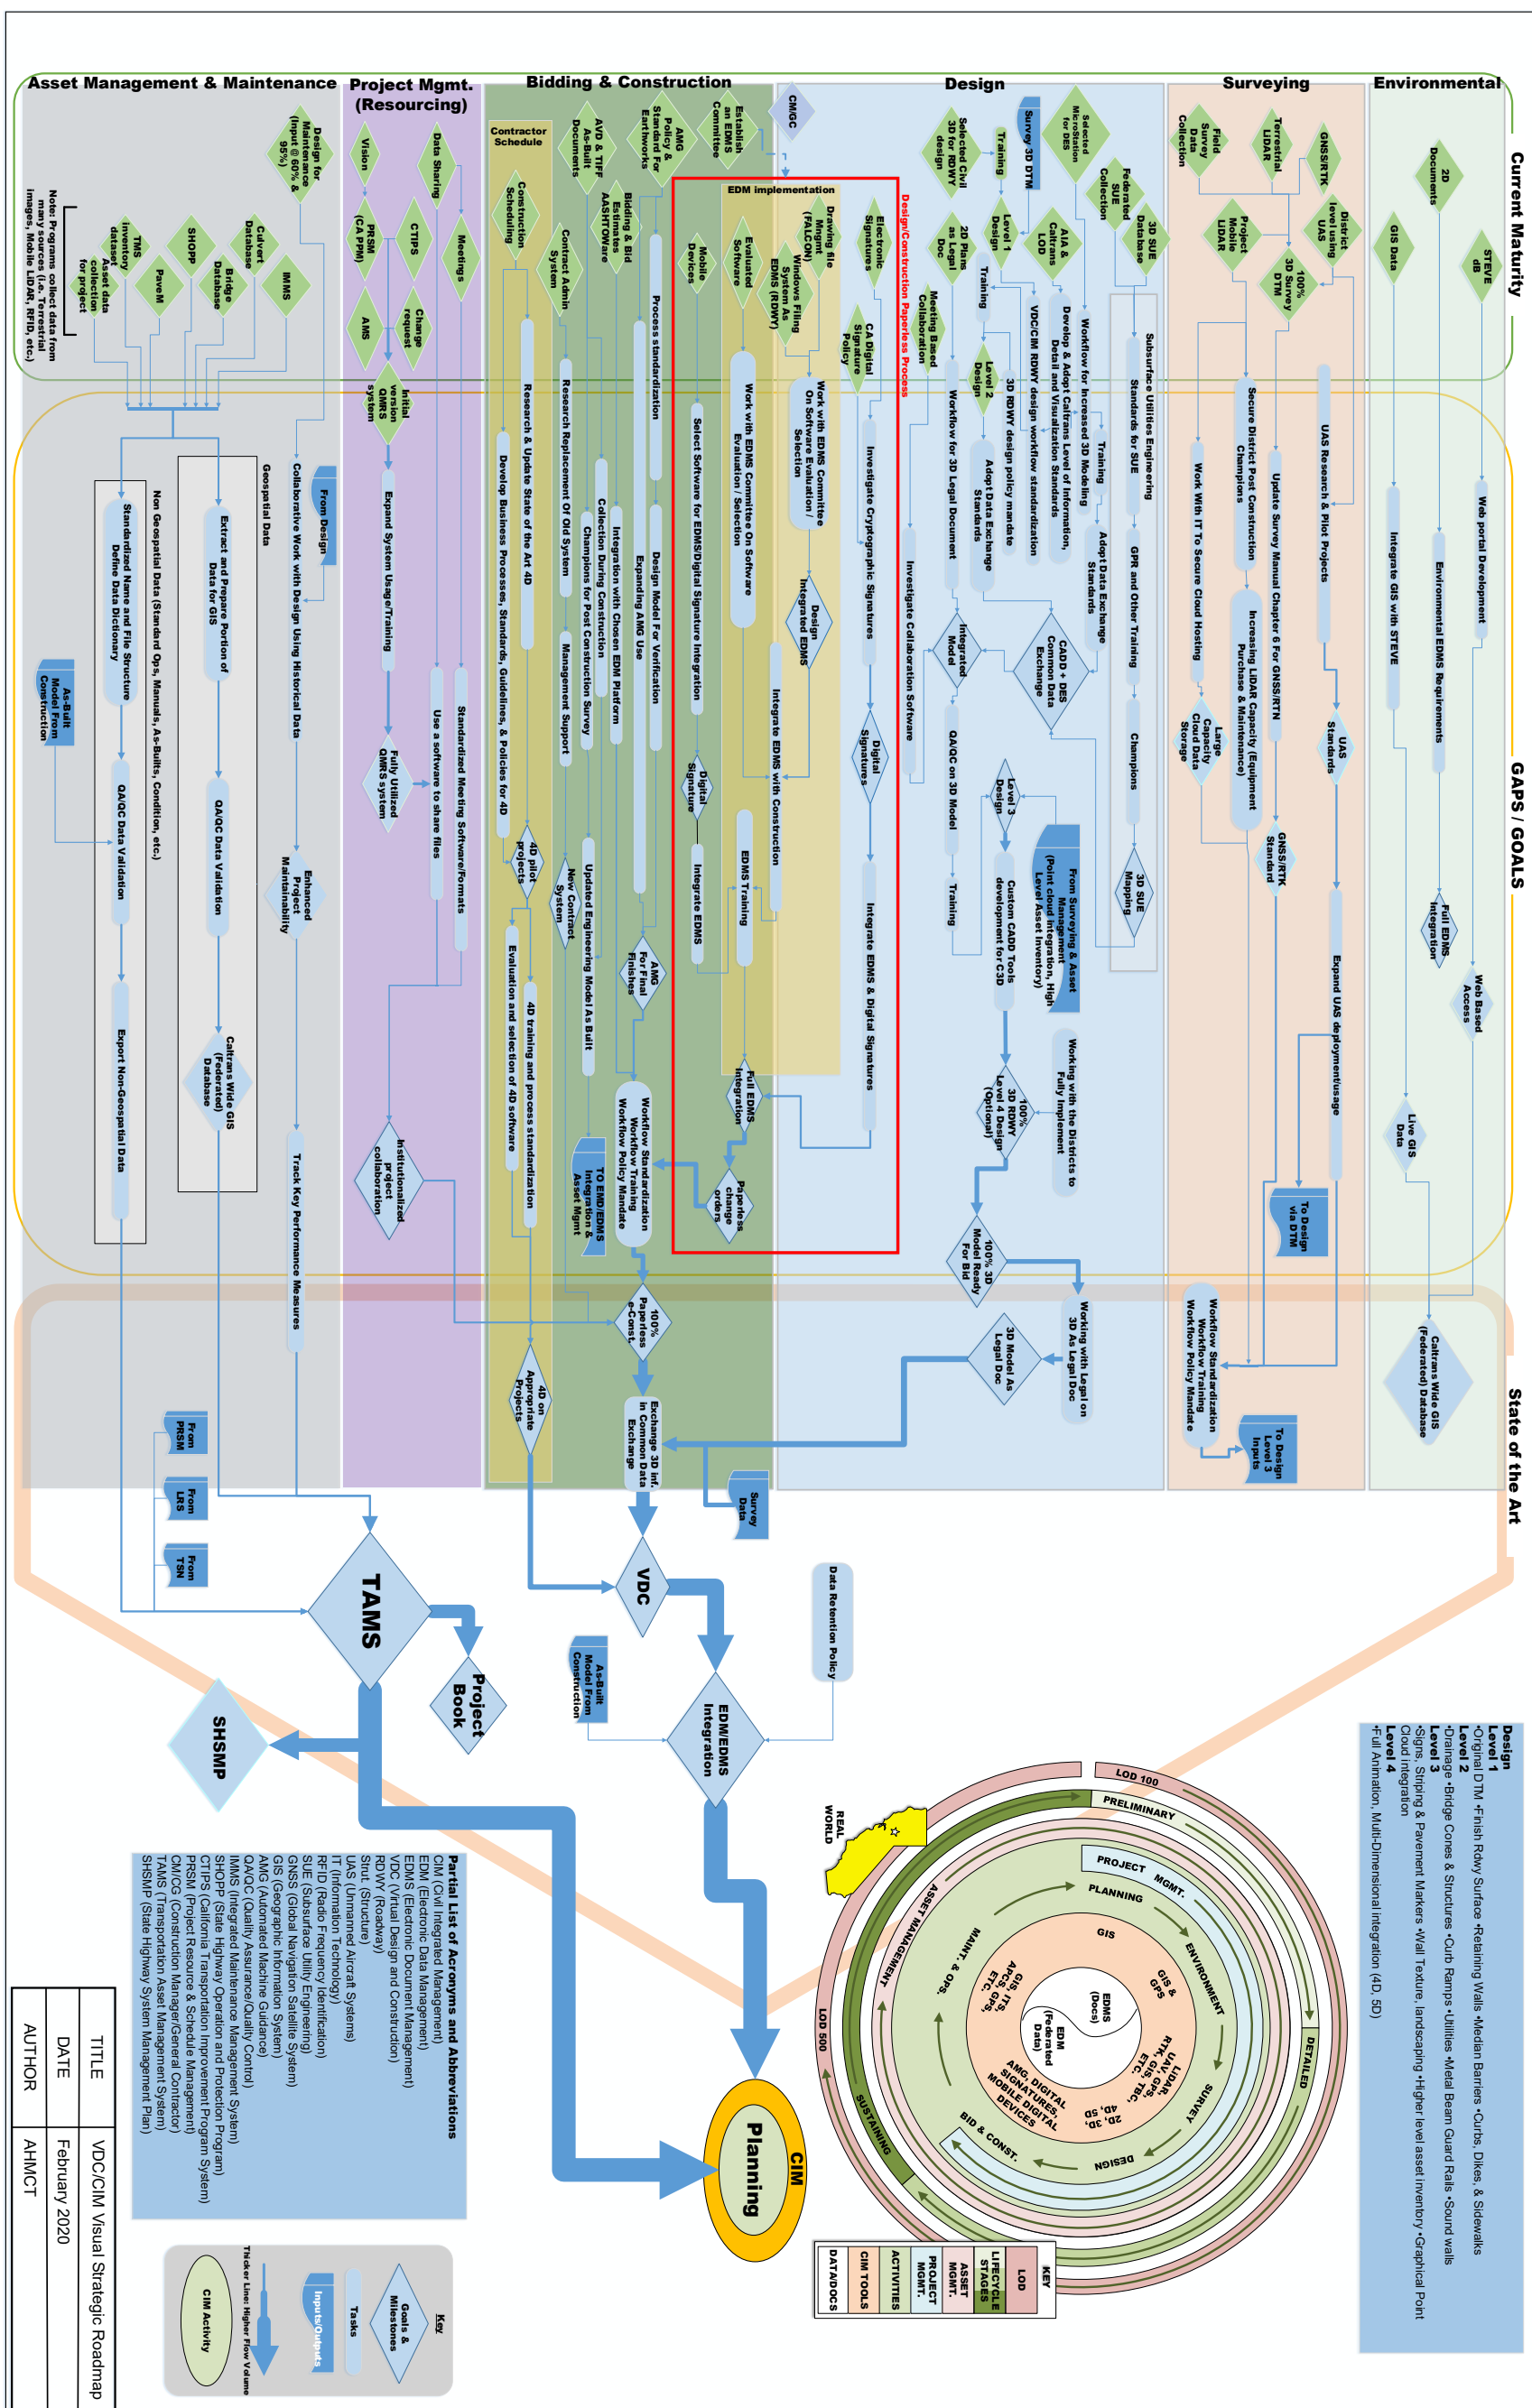 Current Maturity
GAPS / GOALS
State of the Art
Environmental
STEVE
dB
Web portal Development
Web Based
Access
2D
Documents
Environmental EDMS Requirements
Full EDMS
Integration
GIS Data
Integrate GIS with STEVE
Live GIS
Data
Caltrans Wide GIS
(Federated) Database
Surveying
GNSS/RTK
District
level using
UAS
UAS Research & Pilot Projects
UAS
Standards
Expand UAS deployment/usage
To Design
via DTM
Terrestrial
LiDAR
100%
3D Survey
DTM
Update Survey Manual Chapter 6 For GNSS/RTN
GNSS/RTK
Standard
Project
Mobile
LiDAR
Secure District Post Construction
Champions
Increasing LiDAR Capacity (Equipment
Purchase & Maintenance)
Field
Survey
Data
Collection
Work With IT To Secure Cloud Hosting
Large
Capacity
Cloud Data
Storage
Workflow Standardization
Workflow Training
Workflow Policy Mandate
To Design
Level 3
Inputs
Design
3D SUE
Database
Federated
SUE
Collection
Subsurface Utilities Engineering
Standards for SUE
GPR and Other Training
Champions
3D SUE
Mapping
Selected
MicroStation
for DES
Workflow for Increased 3D Modeling
Training
Adopt Data Exchange
Standards
Survey 3D DTM
AIA &
Caltrans
LOD
Develop & Adopt Caltrans Level of Information,
Detail and Visualization Standards
CADD + DES
Common Data
Exchange
Training
Level 1
Design
VDC/CIM RDWY design workflow standardization
3D RDWY design policy mandate
Selected Civil
3D for RDWY
design
Training
Level 2
Design
Adopt Data Exchange
Standards
2D Plans
as Legal
Doc
Workflow for 3D Legal Document
Integrated
Model
QA/QC on 3D Model
Training
Meeting Based
Collaboration
Investigate Collaboration Software
Level 3
Design
From Surveying & Asset
Management
(Point cloud integration, High
Level Asset Inventory)
Custom CADD Tools
development for C3D
Working with the Districts to
Fully Implement
100%
3D RDWY
Level 4 Design
(Optional)
100% 3D
Model Ready
For Bid
Working with Legal on
3D As Legal Doc
3D Model As
Legal Doc
CM/GC
Bidding & Construction
Design/Construction Paperless Process
Electronic
Signatures
CA Digital
Signature
Policy
Investigate Cryptographic Signatures
Digital
Signatures
Integrate EDMS & Digital Signatures
Establish
an EDMS
Committee
EDM implementation
Drawing file
Mngmt
(FALCON)
Windows Filing
System As
EDMS (RDWY)
Work with EDMS Committee
On Software Evaluation /
Selection
Design
Integrated EDMS
Integrate EDMS with Construction
Evaluated
Software
Work with EDMS Committee On Software
Evaluation / Selection
EDMS Training
Full EDMS
Integration
Paperless
change
orders
Mobile
Devices
Select Software for EDMS/Digital Signature Integration
Digital
Signature
Integrate EDMS
AMG
Policy &
Standard For
Earthworks
Process standardization
Design Model For Verification
Expanding AMG Use
AMG
For Final
Finishes
Bidding & Bid
Estimates
AASHTOWare
Integration with Chosen EDM Platform
Workflow Standardization
Workflow Training
Workflow Policy Mandate
AVD & TIFF
As-Built
Documents
Collection During Construction
Champions for Post Construction Survey
Updated Engineering Model As Built
TO EMD/EDMS
Integration &
Asset Mgmt
Contract Admin
System
Research Replacement Of Old System
Management Support
New Contract
System
100%
Paperless
e-Const.
Exchange 3D inf.
in Common Data
Exchange
Survey
Data
Contractor
Schedule
Construction
Scheduling
Research & Update State of the Art 4D
Develop Business Processes, Standards, Guidelines, & Policies for 4D
4D pilot
projects
4D training and process standardization
Evaluation and selection of 4D software
4D on
Appropriate
Projects
Project Mgmt.
(Resourcing)
Data Sharing
Meetings
Standardized Meeting Software/Formats
Use a software to share files
Vision
CTIPS
PRSM
(CA PPM)
Change
request
AMS
Initial
version
QMRS
system
Expand System Usage/Training
Fully Utilized
QMRS system
Institutionalized
project
collaboration
Asset Management & Maintenance
Design for
Maintenance
(Input @ 60% &
95%)
From Design
Collaborative Work with Design Using Historical Data
Enhanced
Project
Maintainability
Track Key Performance Measures
IMMS
Culvert
Database
Bridge
Database
SHOPP
PaveM
TMS
Inventory
dataset
Asset data
collection
for project
Note: Programs collect data from
many sources (i.e. Terrestrial
images, Mobile LiDAR, RFID, etc.)
Geospatial Data
Extract and Prepare Portion of
Data for GIS
QA/QC Data Validation
Caltrans Wide GIS
(Federated)
Database
Non Geospatial Data (Standard Ops, Manuals, As-Builts, Condition, etc.)
Standardized Name and File Structure
Define Data Dictionary
QA/QC Data Validation
Export Non-Geospatial Data
As-Built
Model From
Construction
From
PRSM
From
LRS
From
TSN
TAMS
Project
Book
SHSMP
VDC
Data Retention Policy
As-Built
Model From
Construction
EDM/EDMS
Integration
CIM
Planning
Design
Level 1
•Original DTM •Finish Rdwy Surface •Retaining Walls •Median Barriers •Curbs, Dikes, & Sidewalks
Level 2
•Drainage •Bridge Cones & Structures •Curb Ramps •Utilities •Metal Beam Guard Rails •Sound walls
Level 3
•Signs, Striping & Pavement Markers •Wall Texture, landscaping •Higher level asset inventory •Graphical Point
Cloud integration
Level 4
•Full Animation, Multi-Dimensional integration (4D, 5D)
LOD 100
PRELIMINARY
DETAILED
SUSTAINING
LOD 500
ASSET MANAGEMENT
PROJECT MGMT.
PLANNING
ENVIRONMENT
SURVEY
DESIGN
BID & CONST.
MAINT. & OPS.
GIS
GIS &
GPS
LIDAR,
UAV, GPS,
RTK, GIS, TBC,
ETC.
2D, 3D,
4D, 5D
AMG, DIGITAL
SIGNATURES,
MOBILE DIGITAL
DEVICES
GIS, ITS,
APCS, GPS,
ETC.
EDMS
(Docs)
EDM
(Federated
Data)
REAL
WORLD
KEY
LOD
LIFECYCLE
STAGES
ASSET
MGMT.
PROJECT
MGMT.
ACTIVITIES
CIM TOOLS
DATA/DOCS
Partial List of Acronyms and Abbreviations
CIM (Civil Integrated Management)
EDM (Electronic Data Management)
EDMS (Electronic Document Management)
VDC (Virtual Design and Construction)
RDWY (Roadway)
Strut. (Structure)
UAS (Unmanned Aircraft Systems)
IT (Information Technology)
RFID (Radio Frequency Identification)
SUE (Subsurface Utility Engineering)
GNSS (Global Navigation Satellite System)
GIS (Geographic Information System)
AMG (Automated Machine Guidance)
QA/QC (Quality Assurance/Quality Control)
IMMS (Integrated Maintenance Management System)
SHOPP (State Highway Operation and Protection Program)
CTIPS (California Transportation Improvement Program System)
PRSM (Project Resource & Schedule Management)
CM/CG (Construction Manager/General Contractor)
TAMS (Transportation Asset Management System)
SHSMP (State Highway System Management Plan)
Key
Goals &
Milestones
Tasks
Inputs/Outputs
Thicker Line: Higher Flow Volume
CIM Activity
TITLE VDC/CIM Visual Strategic Roadmap
DATE February 2020
AUTHOR AHMCT